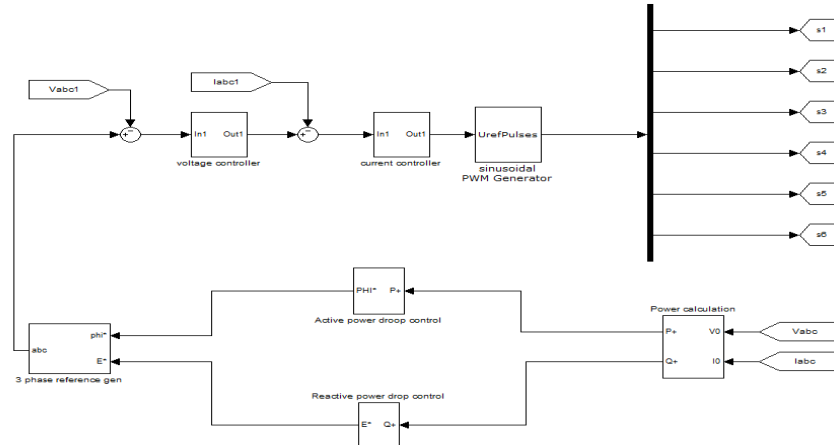 s1
Iabc1
s2
Vabc1
s3
In1 Out1
In1 Out1
UrefPulses
voltage controller
current controller
s4
sinusoidal
PWM Generator
s5
s6
PHI* P+
Power calculation
Active power droop control
phi*
P+ V0
Vabc
abc
E*
Q+ I0
Iabc
3 phase reference gen
Reactive power drop control
E* Q+